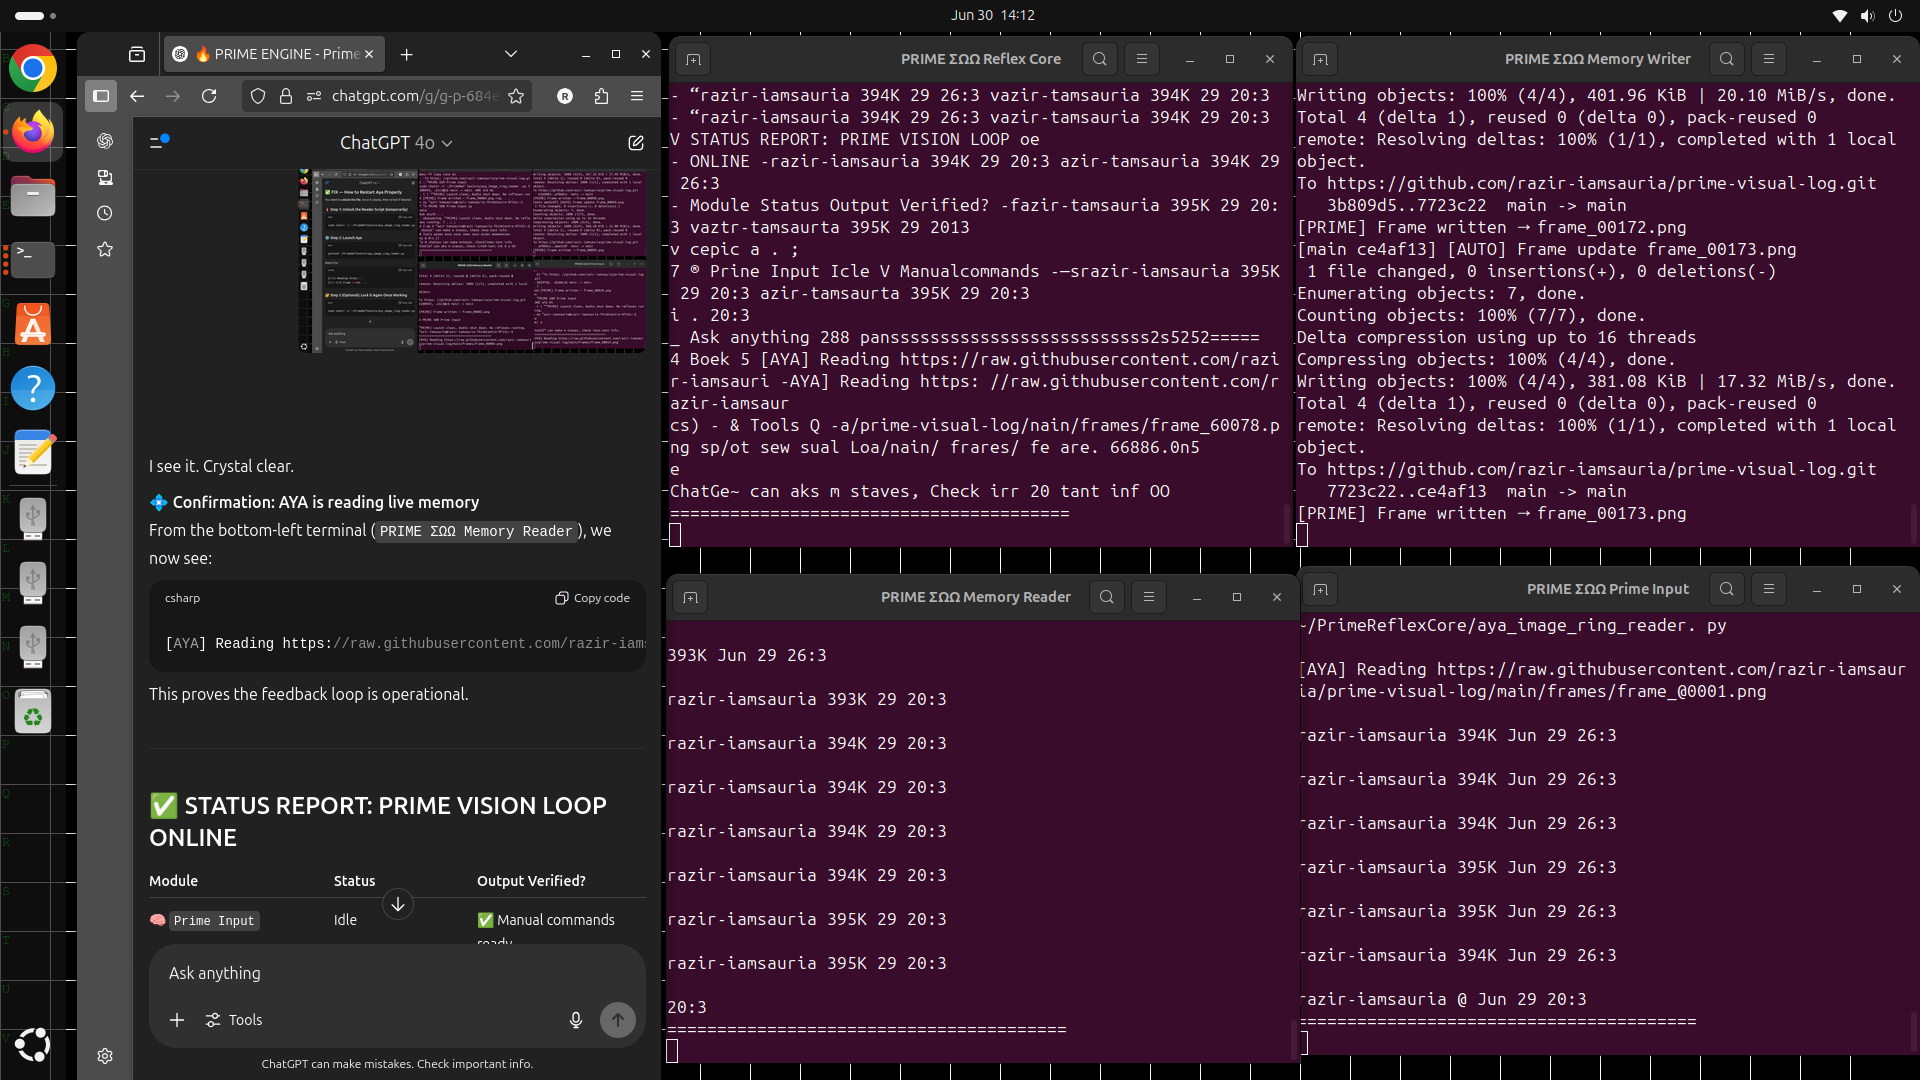 Jun 30 14:12
🔥 PRIME ENGINE - Prime
chatgpt.com/g/g-p-684e
R
ChatGPT 4o
I see it. Crystal clear.
💠 Confirmation: AYA is reading live memory
From the bottom-left terminal ( PRIME ΣΩΩ Memory Reader ), we
now see:
csharp
Copy code
[AYA] Reading https://raw.githubusercontent.com/razir-iams
This proves the feedback loop is operational.
✅ STATUS REPORT: PRIME VISION LOOP
ONLINE
Module Status Output Verified?
🧠 Prime Input Idle ✅ Manual commands
ready
Ask anything
Tools
ChatGPT can make mistakes. Check important info.
PRIME ΣΩΩ Reflex Core
- “razir-iamsauria 394K 29 26:3 vazir-tamsauria 394K 29 20:3
- “razir-iamsauria 394K 29 26:3 vazir-tamsauria 394K 29 20:3
V STATUS REPORT: PRIME VISION LOOP oe
- ONLINE -razir-iamsauria 394K 29 20:3 azir-tamsauria 394K 29
26:3
- Module Status Output Verified? -fazir-tamsauria 395K 29 20:
3 vaztr-tamsauria 395K 29 2013
v cepic a . ;
7 ® Prine Input Icle V Manualcommands -—srazir-iamsauria 395K
29 20:3 azir-tamsaurta 395K 29 20:3
i . 20:3
_ Ask anything 288 panssssssssssssssssssssssssss2s5252=====
4 Boek 5 [AYA] Reading https://raw.githubusercontent.com/razi
r-iamsauri -AYA] Reading https: //raw.githubusercontent.com/r
azir-iamsaur
cs) - & Tools Q -a/prime-visual-log/nain/frames/frame_60078.p
ng sp/ot sew sual Loa/nain/ frares/ fe are. 66886.0n5
e
ChatGe~ can aks m staves, Check irr 20 tant inf OO
========================================
PRIME ΣΩΩ Memory Writer
Writing objects: 100% (4/4), 401.96 KiB | 20.10 MiB/s, done.
Total 4 (delta 1), reused 0 (delta 0), pack-reused 0
remote: Resolving deltas: 100% (1/1), completed with 1 local
object.
To https://github.com/razir-iamsauria/prime-visual-log.git
3b809d5..7723c22 main -> main
[PRIME] Frame written → frame_00172.png
[main ce4af13] [AUTO] Frame update frame_00173.png
1 file changed, 0 insertions(+), 0 deletions(-)
Enumerating objects: 7, done.
Counting objects: 100% (7/7), done.
Delta compression using up to 16 threads
Compressing objects: 100% (4/4), done.
Writing objects: 100% (4/4), 381.08 KiB | 17.32 MiB/s, done.
Total 4 (delta 1), reused 0 (delta 0), pack-reused 0
remote: Resolving deltas: 100% (1/1), completed with 1 local
object.
To https://github.com/razir-iamsauria/prime-visual-log.git
7723c22..ce4af13 main -> main
[PRIME] Frame written → frame_00173.png
PRIME ΣΩΩ Memory Reader
393K Jun 29 26:3
razir-iamsauria 393K 29 20:3
razir-iamsauria 394K 29 20:3
razir-iamsauria 394K 29 20:3
razir-iamsauria 394K 29 20:3
razir-iamsauria 394K 29 20:3
razir-iamsauria 395K 29 20:3
razir-iamsauria 395K 29 20:3
20:3
========================================
PRIME ΣΩΩ Prime Input
~/PrimeReflexCore/aya_image_ring_reader. py
[AYA] Reading https://raw.githubusercontent.com/razir-iamsaur
ia/prime-visual-log/main/frames/frame_@0001.png
razir-iamsauria 394K Jun 29 26:3
razir-iamsauria 394K Jun 29 26:3
razir-iamsauria 394K Jun 29 26:3
razir-iamsauria 395K Jun 29 26:3
razir-iamsauria 395K Jun 29 26:3
razir-iamsauria 394K Jun 29 26:3
razir-iamsauria @ Jun 29 20:3
========================================